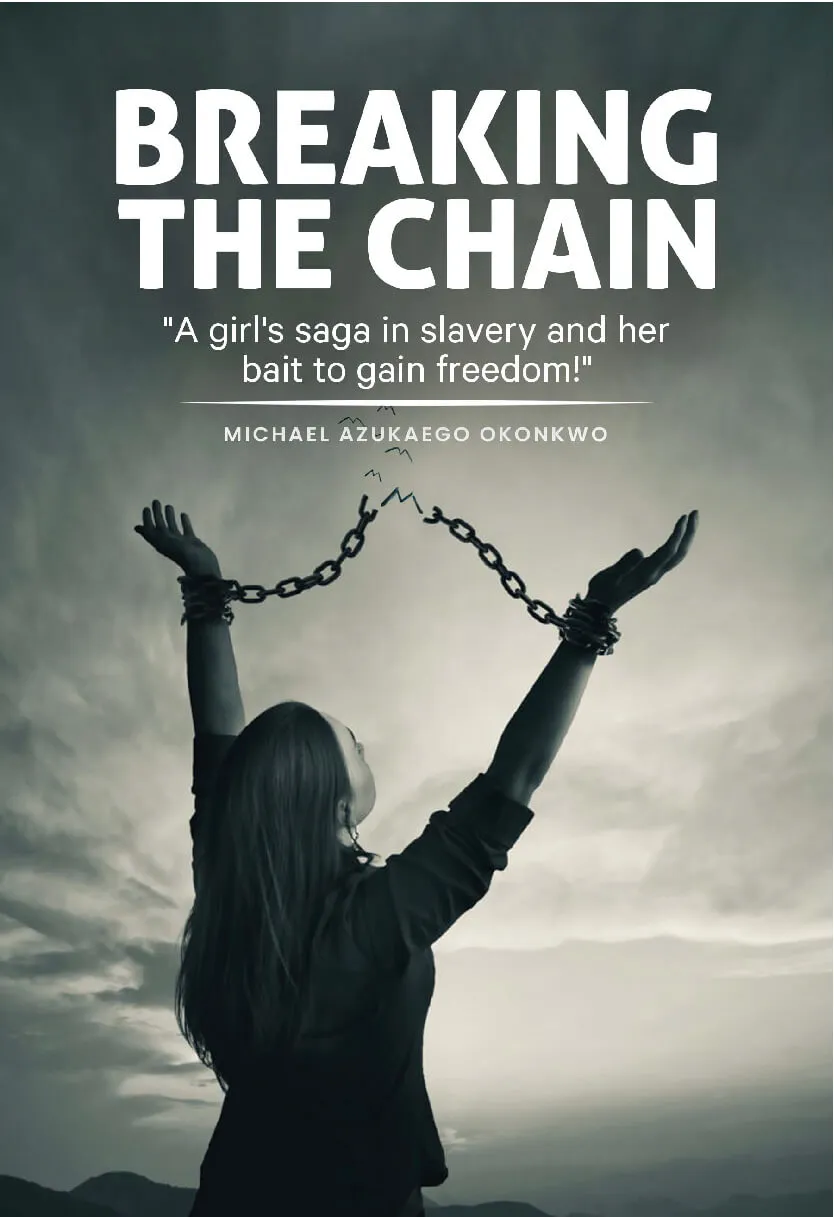 BREAKING
THE CHAIN
"A girl's saga in slavery and her
bait to gain freedom!"
MICHAEL AZUKAEGO OKONKWO